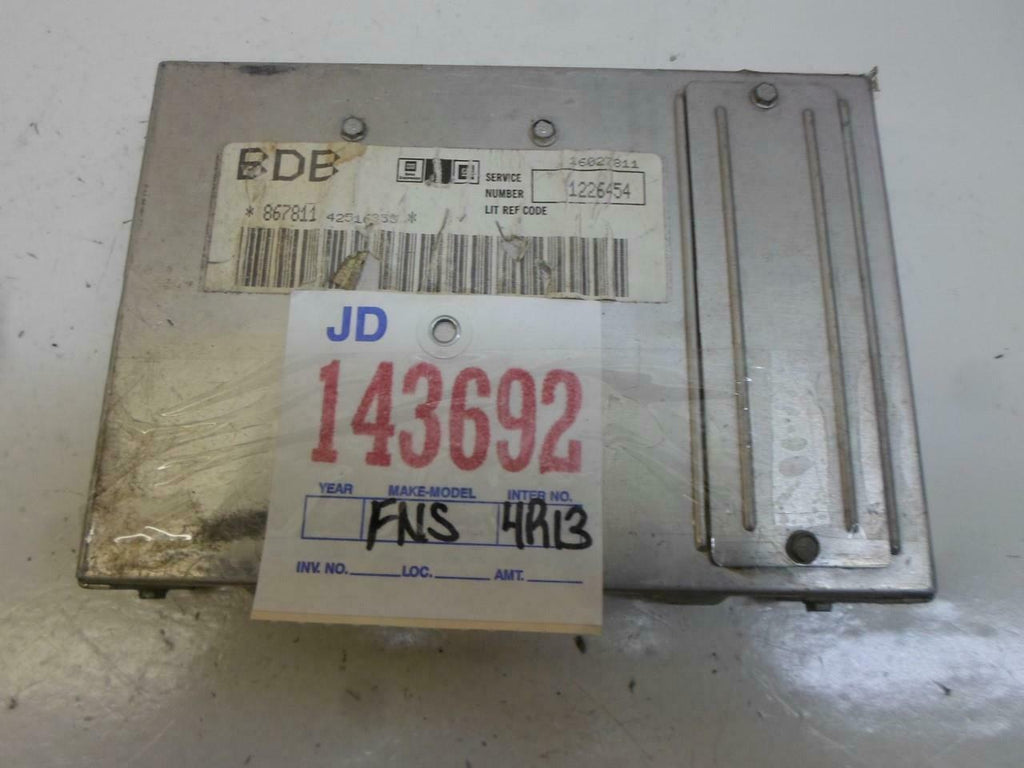 BDB
16027811
SERVICE
NUMBER 1226454
LIT REF CODE
* 867811 *
JD
143692
YEAR MAKE-MODEL INTER NO.
FNS 4R13
INV. NO. LOC. AMT.